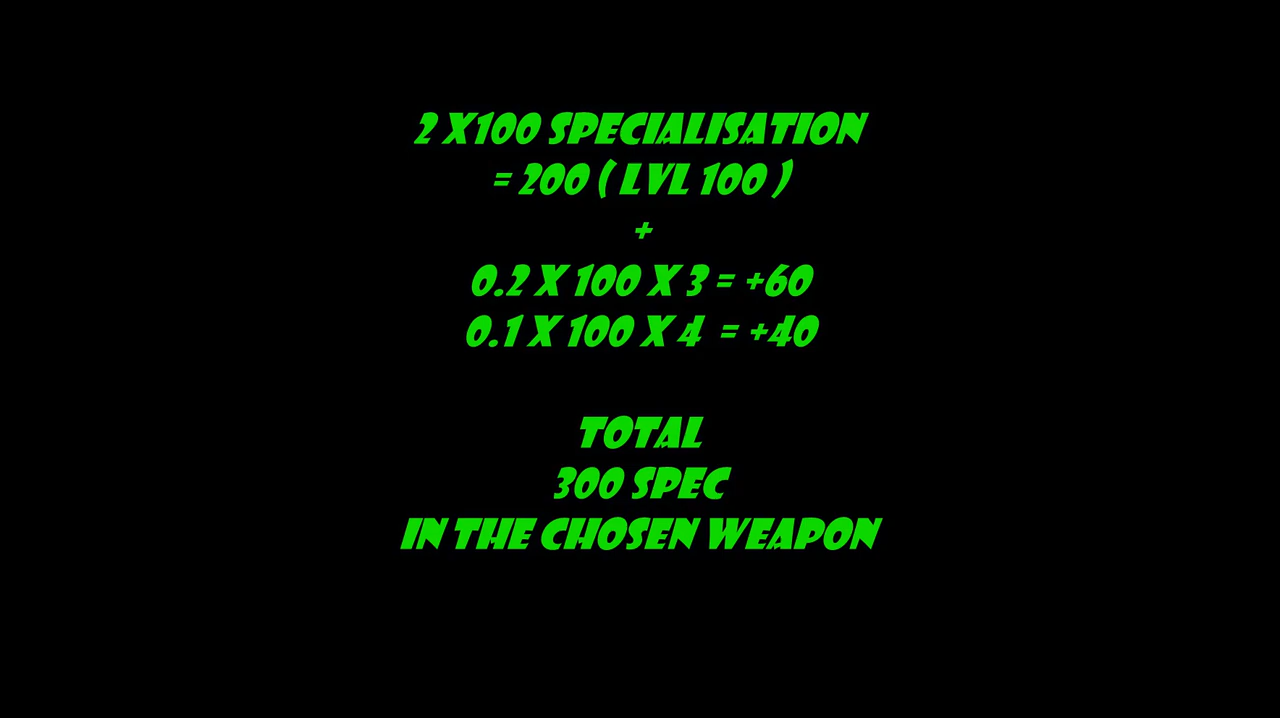 2 X100 SPECIALISATION
= 200 ( LVL 100 )
+
0.2 X 100 X 3 = +60
0.1 X 100 X 4 = +40
TOTAL
300 SPEC
IN THE CHOSEN WEAPON